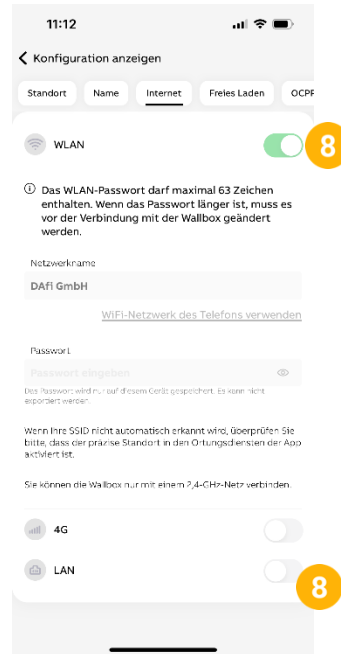 11:12
Konfiguration anzeigen
Standort Name Internet Freies Laden OCPP
WLAN 8
Das WLAN-Passwort darf maximal 63 Zeichen
enthalten. Wenn das Passwort länger ist, muss es
vor der Verbindung mit der Wallbox geändert
werden.
Netzwerkname
DAfi GmbH
WiFi-Netzwerk des Telefons verwenden
Passwort
Passwort eingeben
Das Passwort wird nur auf diesem Gerät gespeichert. Es kann nicht
exportiert werden.
Wenn Ihre SSID nicht automatisch erkannt wird, überprüfen Sie
bitte, dass der präzise Standort in den Ortungsdiensten der App
aktiviert ist.
Sie können die Wallbox nur mit einem 2,4-GHz-Netz verbinden.
4G
LAN 8